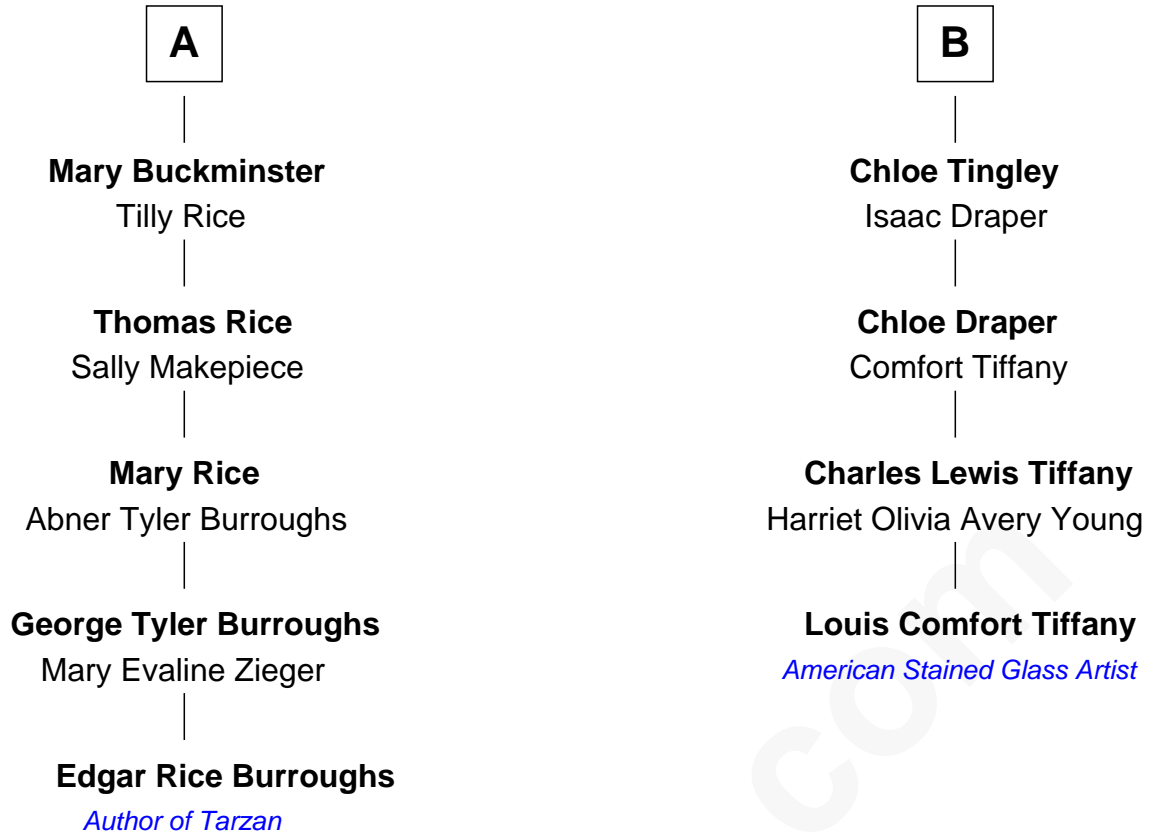 A
Mary Buckminster
Tilly Rice
Thomas Rice
Sally Makepiece
Mary Rice
Abner Tyler Burroughs
George Tyler Burroughs
Mary Evaline Zieger
Edgar Rice Burroughs
Author of Tarzan
B
Chloe Tingley
Isaac Draper
Chloe Draper
Comfort Tiffany
Charles Lewis Tiffany
Harriet Olivia Avery Young
Louis Comfort Tiffany
American Stained Glass Artist
com